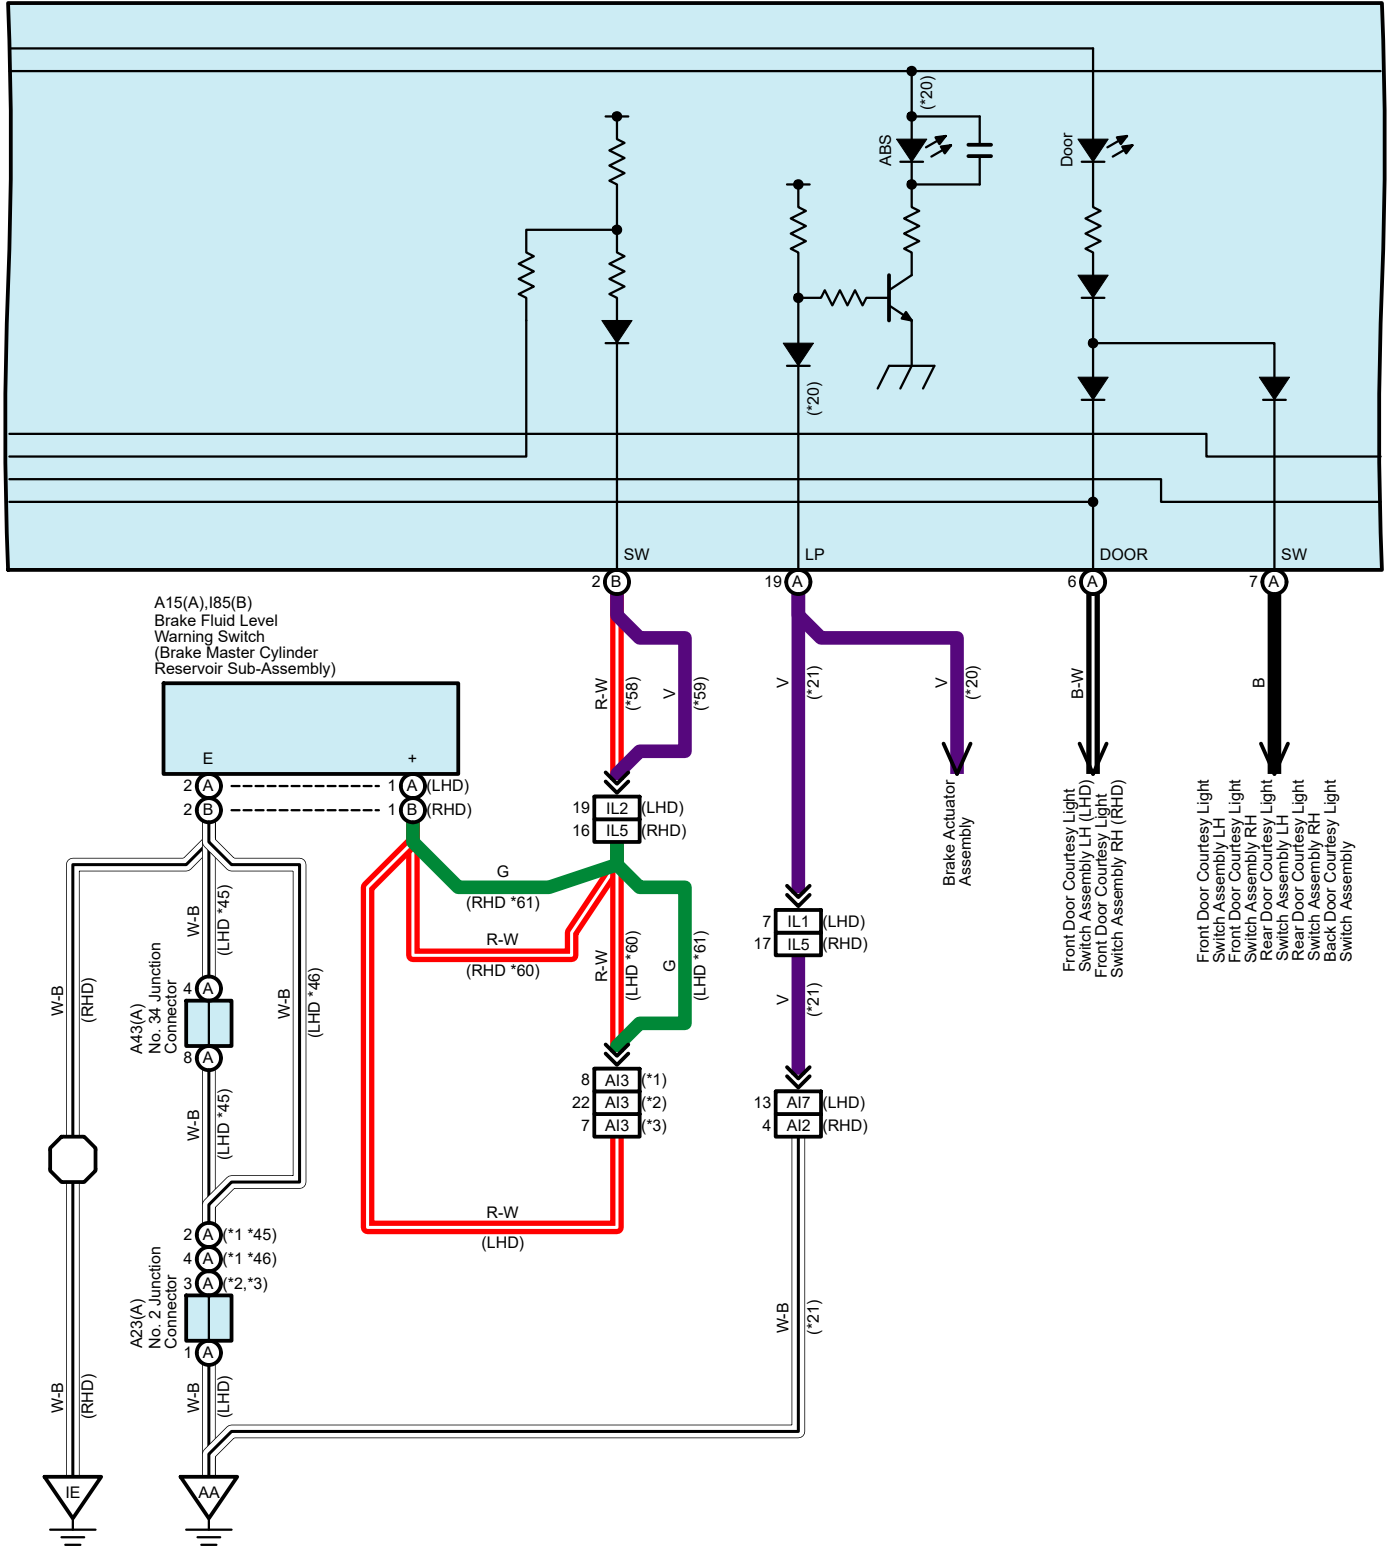 (*20)
ABS
Door
(*20)
SW
LP
DOOR
SW
2 B
19 A
6 A
7 A
A15(A),I85(B)
Brake Fluid Level
Warning Switch
(Brake Master Cylinder
Reservoir Sub-Assembly)
E
+
2 A
1 A (LHD)
2 B
1 B (RHD)
R-W
(*58)
V
(*59)
V
(*21)
V
(*20)
B-W
B
Brake Actuator
Assembly
Front Door Courtesy Light
Switch Assembly LH (LHD)
Front Door Courtesy Light
Switch Assembly RH (RHD)
Front Door Courtesy Light
Switch Assembly LH
Front Door Courtesy Light
Switch Assembly RH
Rear Door Courtesy Light
Switch Assembly LH
Rear Door Courtesy Light
Switch Assembly RH
Back Door Courtesy Light
Switch Assembly
19 IL2 (LHD)
16 IL5 (RHD)
G
(RHD *61)
R-W
(RHD *60)
R-W
(LHD *60)
G
(LHD *61)
7 IL1 (LHD)
17 IL5 (RHD)
V
(*21)
W-B
(LHD *45)
W-B
(RHD)
W-B
(LHD *46)
4 A
A43(A)
No. 34 Junction
Connector
8 A
W-B
(LHD *45)
8 AI3 (*1)
22 AI3 (*2)
7 AI3 (*3)
13 AI7 (LHD)
4 AI2 (RHD)
R-W
(LHD)
2 A (*1 *45)
4 A (*1 *46)
3 A (*2,*3)
A23(A)
No. 2 Junction
Connector
1 A
W-B
(*21)
W-B
(RHD)
W-B
(LHD)
IE
AA